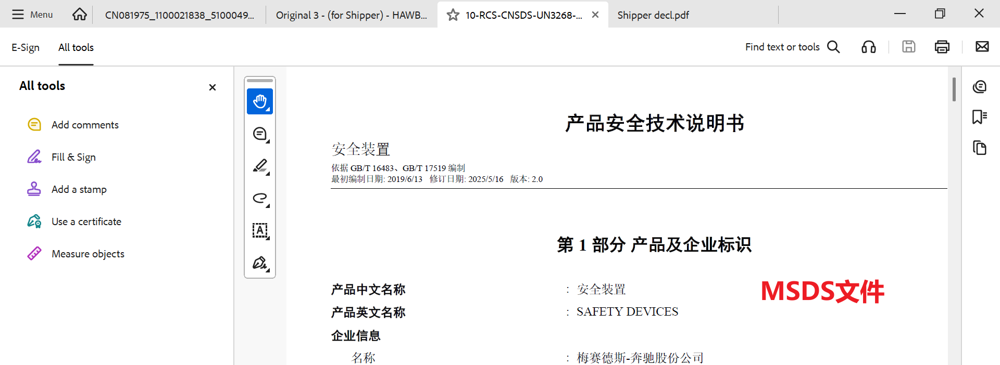 Menu
CN081975_1100021838_5100049...
Original 3 - (for Shipper) - HAWB...
10-RCS-CNSDS-UN3268-...
Shipper decl.pdf
E-Sign
All tools
Find text or tools
All tools
Add comments
Fill & Sign
Add a stamp
Use a certificate
Measure objects
A
产品安全技术说明书
安全装置
依据 GB/T 16483、GB/T 17519 编制
最初编制日期: 2019/6/13 修订日期: 2025/5/16 版本: 2.0
第 1 部分 产品及企业标识
产品中文名称 : 安全装置
MSDS文件
产品英文名称 : SAFETY DEVICES
企业信息
名称 : 梅赛德斯-奔驰股份公司